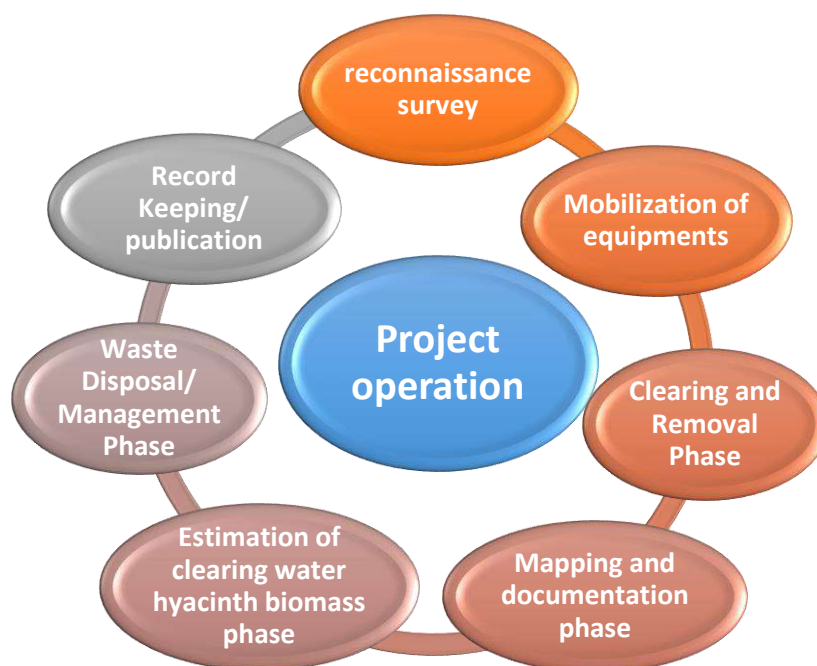 reconnaissance
survey
Mobilization of
equipments
Clearing and
Removal
Phase
Mapping and
documentation
phase
Estimation of
clearing water
hyacinth biomass
phase
Waste
Disposal/
Management
Phase
Record
Keeping/
publication
Project
operation